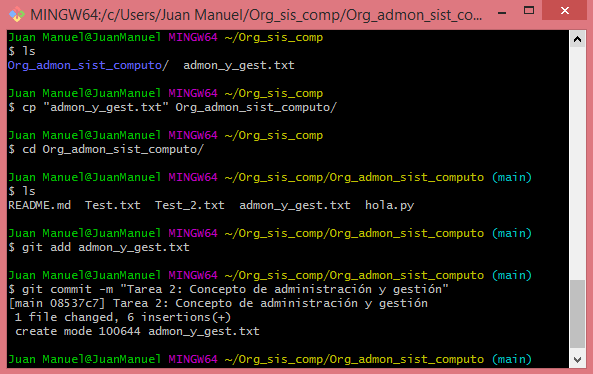 MINGW64:/c/Users/Juan Manuel/Org_sis_comp/Org_admon_sist_co...
Juan Manuel@JuanManuel MINGW64 ~/Org_sis_comp
$ ls
Org_admon_sist_computo/  admon_y_gest.txt
Juan Manuel@JuanManuel MINGW64 ~/Org_sis_comp
$ cp "admon_y_gest.txt" Org_admon_sist_computo/
Juan Manuel@JuanManuel MINGW64 ~/Org_sis_comp
$ cd Org_admon_sist_computo/
Juan Manuel@JuanManuel MINGW64 ~/Org_sis_comp/Org_admon_sist_computo (main)
$ ls
README.md  Test.txt  Test_2.txt  admon_y_gest.txt  hola.py
Juan Manuel@JuanManuel MINGW64 ~/Org_sis_comp/Org_admon_sist_computo (main)
$ git add admon_y_gest.txt
Juan Manuel@JuanManuel MINGW64 ~/Org_sis_comp/Org_admon_sist_computo (main)
$ git commit -m "Tarea 2: Concepto de administración y gestión"
[main 08537c7] Tarea 2: Concepto de administración y gestión
 1 file changed, 6 insertions(+)
 create mode 100644 admon_y_gest.txt
Juan Manuel@JuanManuel MINGW64 ~/Org_sis_comp/Org_admon_sist_computo (main)